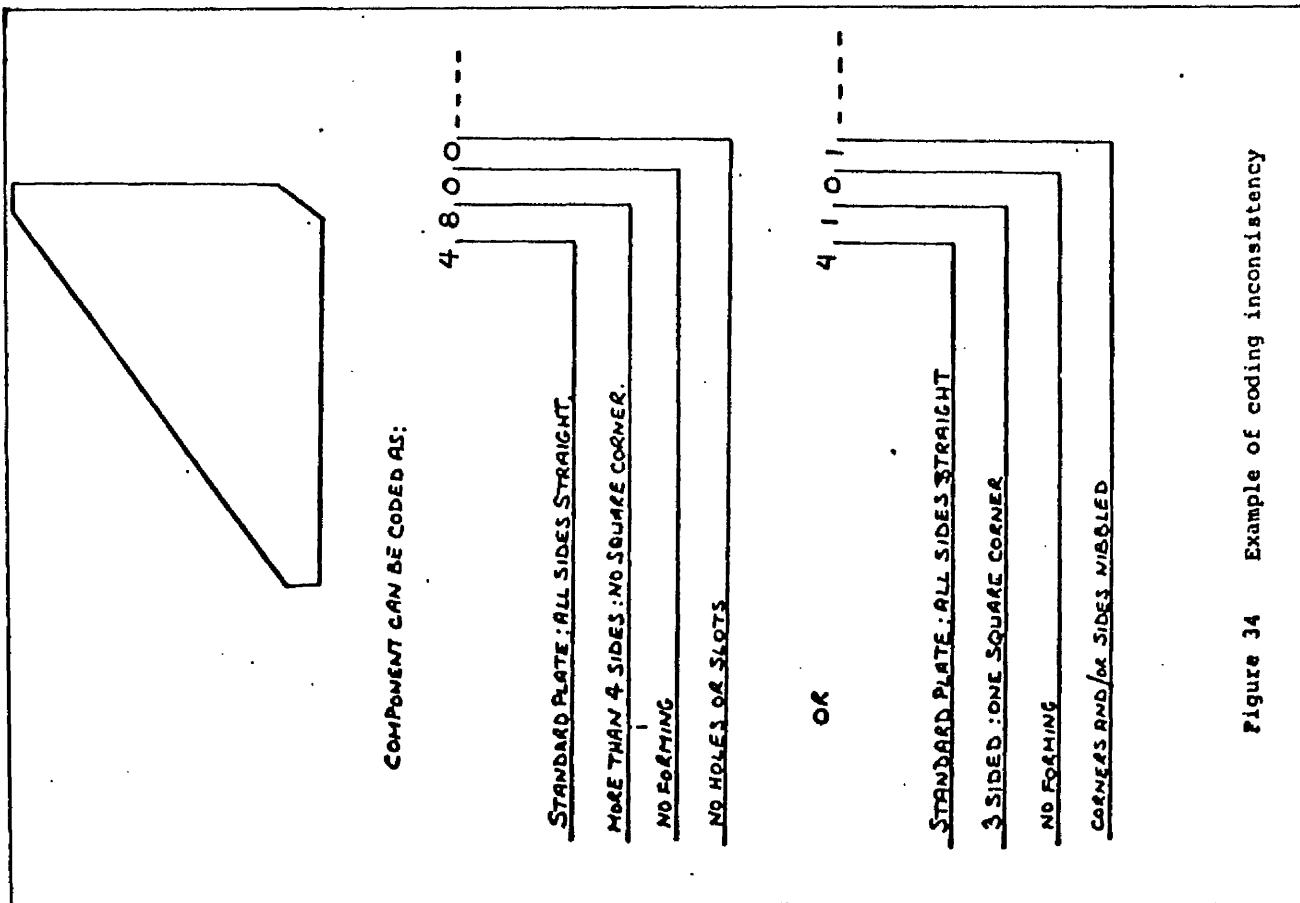 COMPONENT CAN BE CODED AS:
4 8 0 0 ----
STANDARD PLATE: ALL SIDES STRAIGHT.
MORE THAN 4 SIDES: NO SQUARE CORNER.
NO FORMING
NO HOLES OR SLOTS
OR
4 1 0 1 ----
STANDARD PLATE: ALL SIDES STRAIGHT
3 SIDED: ONE SQUARE CORNER
NO FORMING
CORNERS AND/OR SIDES NIBBLED
Figure 34 Example of coding inconsistency